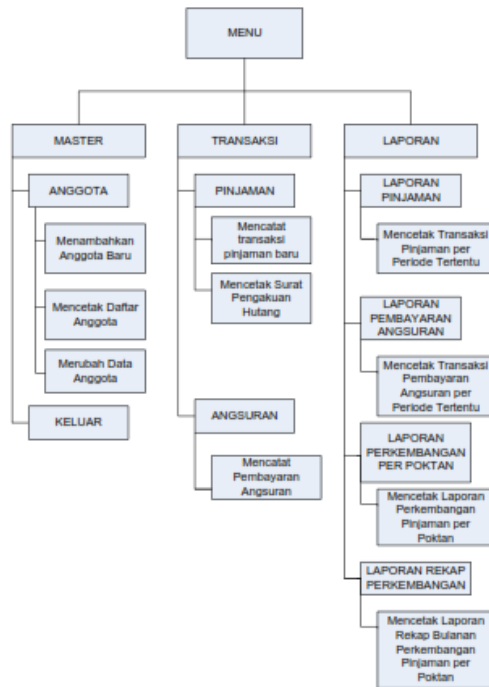 MENU
MASTER
ANGGOTA
Menambahkan
Anggota Baru
Mencetak Daftar
Anggota
Merubah Data
Anggota
KELUAR
TRANSAKSI
PINJAMAN
Mencatat
transaksi
pinjaman baru
Mencetak Surat
Pengakuan
Hutang
ANGSURAN
Mencatat
Pembayaran
Angsuran
LAPORAN
LAPORAN
PINJAMAN
Mencetak Transaksi
Pinjaman per
Periode Tertentu
LAPORAN
PEMBAYARAN
ANGSURAN
Mencetak Transaksi
Pembayaran
Angsuran per
Periode Tertentu
LAPORAN
PERKEMBANGAN
PER POKTAN
Mencetak Laporan
Perkembangan
Pinjaman per
Poktan
LAPORAN REKAP
PERKEMBANGAN
Mencetak Laporan
Rekap Bulanan
Perkembangan
Pinjaman per
Poktan